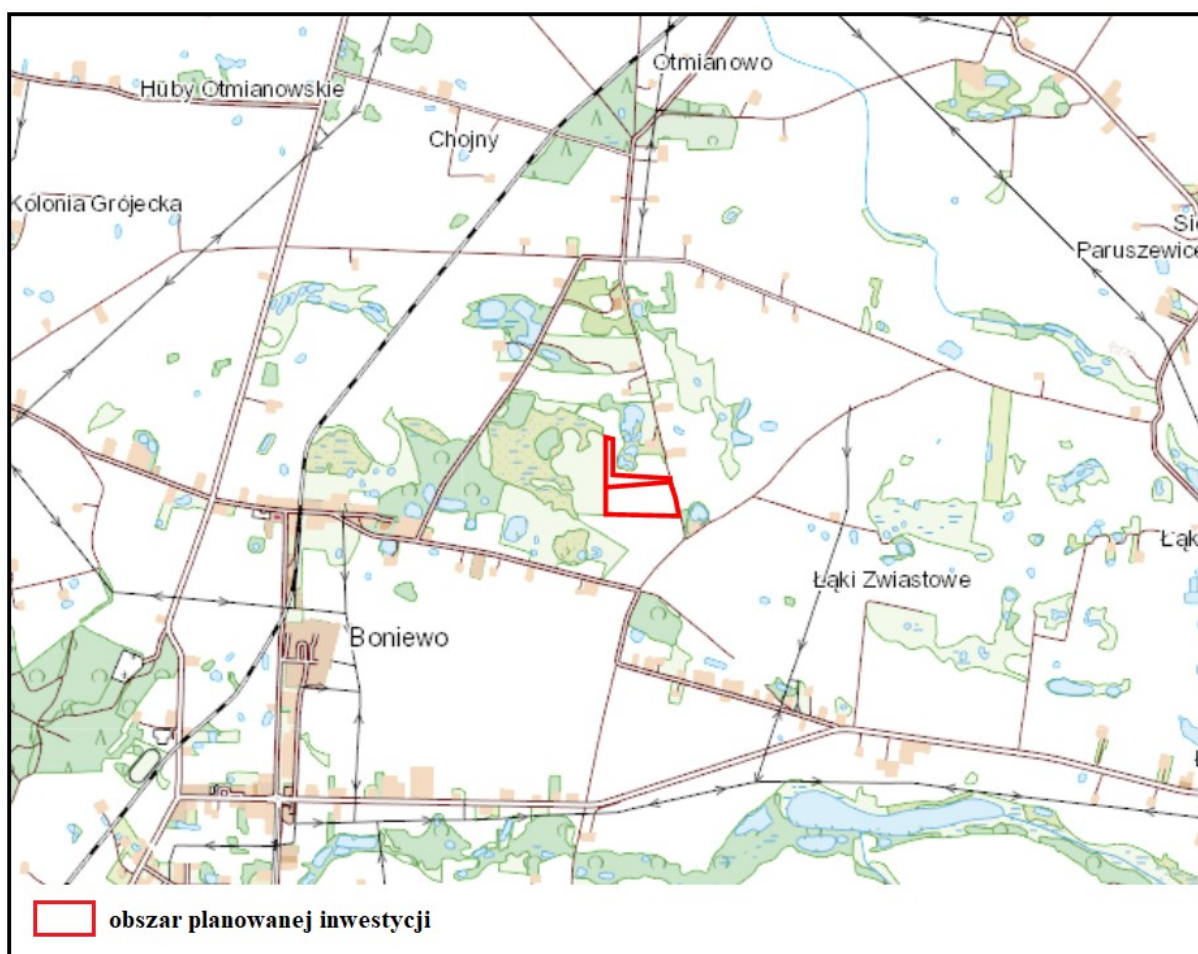 Otmianowo
Huby Otmianowskie
Chojny
Kolonia Grójecka
Paruszewice
Łąki Zwiastowe
Boniewo
obszar planowanej inwestycji